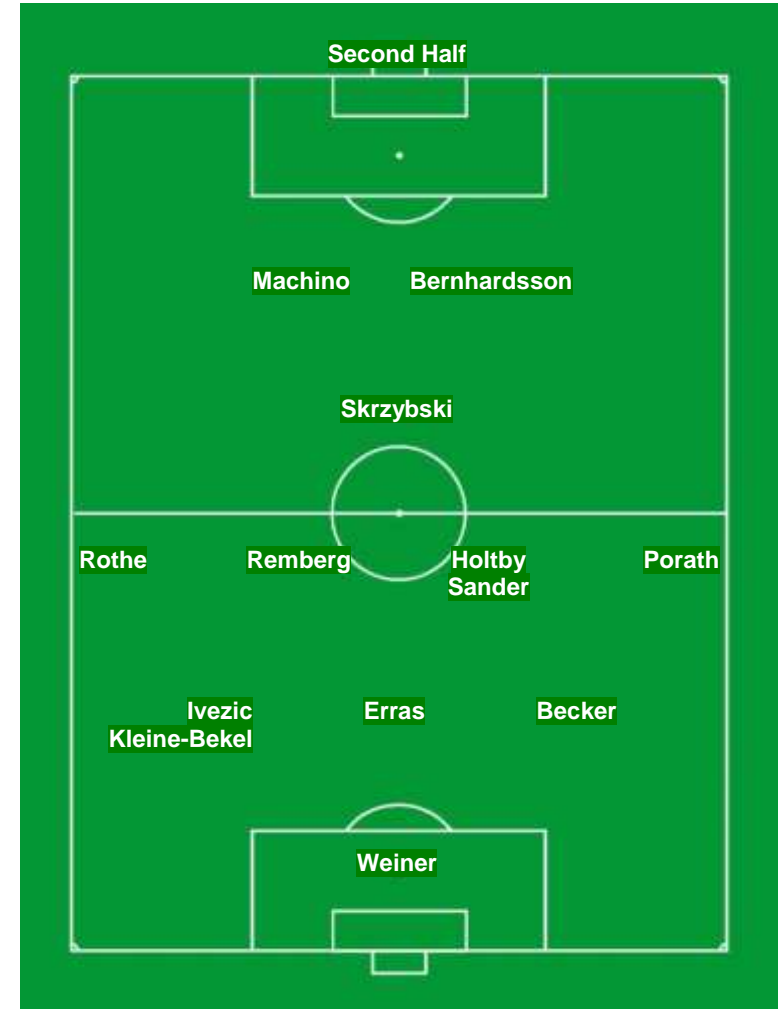 Second Half
Machino Bernhardsson
Skrzybski
Rothe Remberg Holtby Porath
Sander
Ivezic Erras Becker
Kleine-Bekel
Weiner